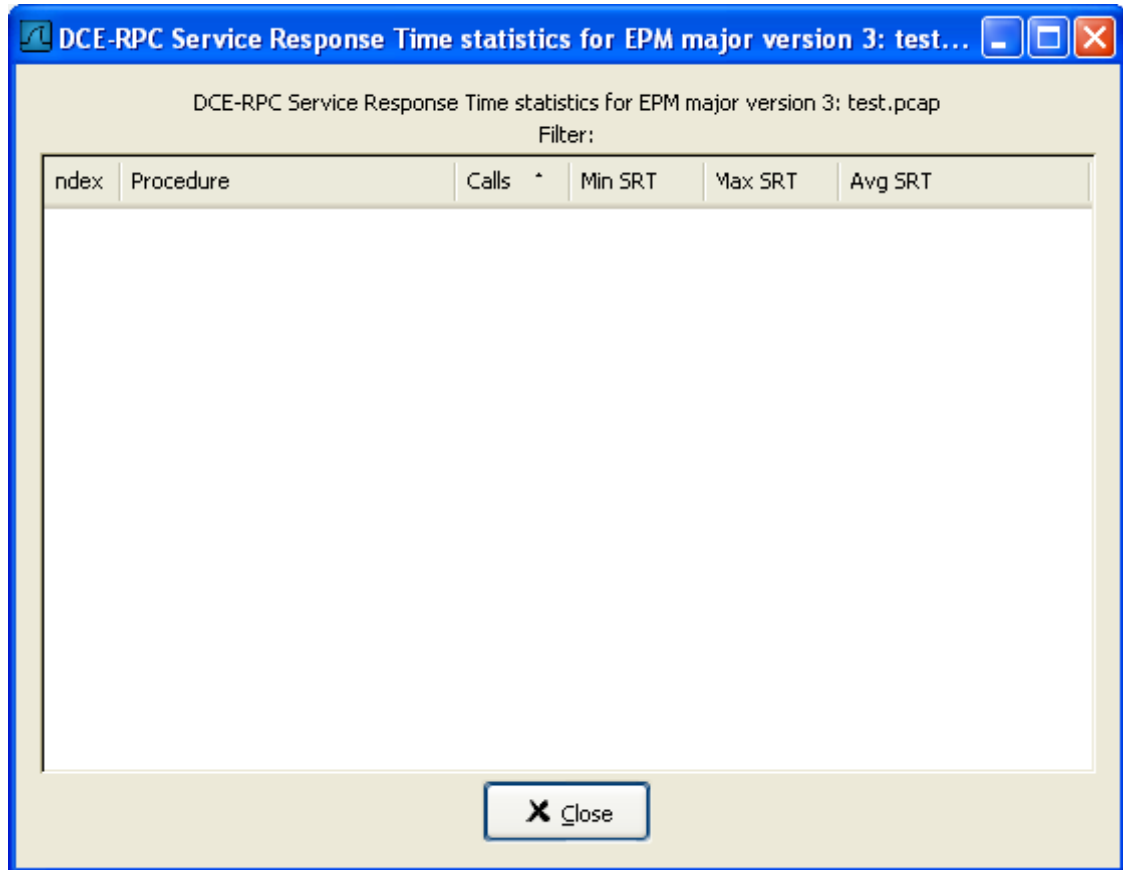 DCE-RPC Service Response Time statistics for EPM major version 3: test...
DCE-RPC Service Response Time statistics for EPM major version 3: test.pcap
Filter:
ndex Procedure Calls Min SRT Max SRT Avg SRT
Close